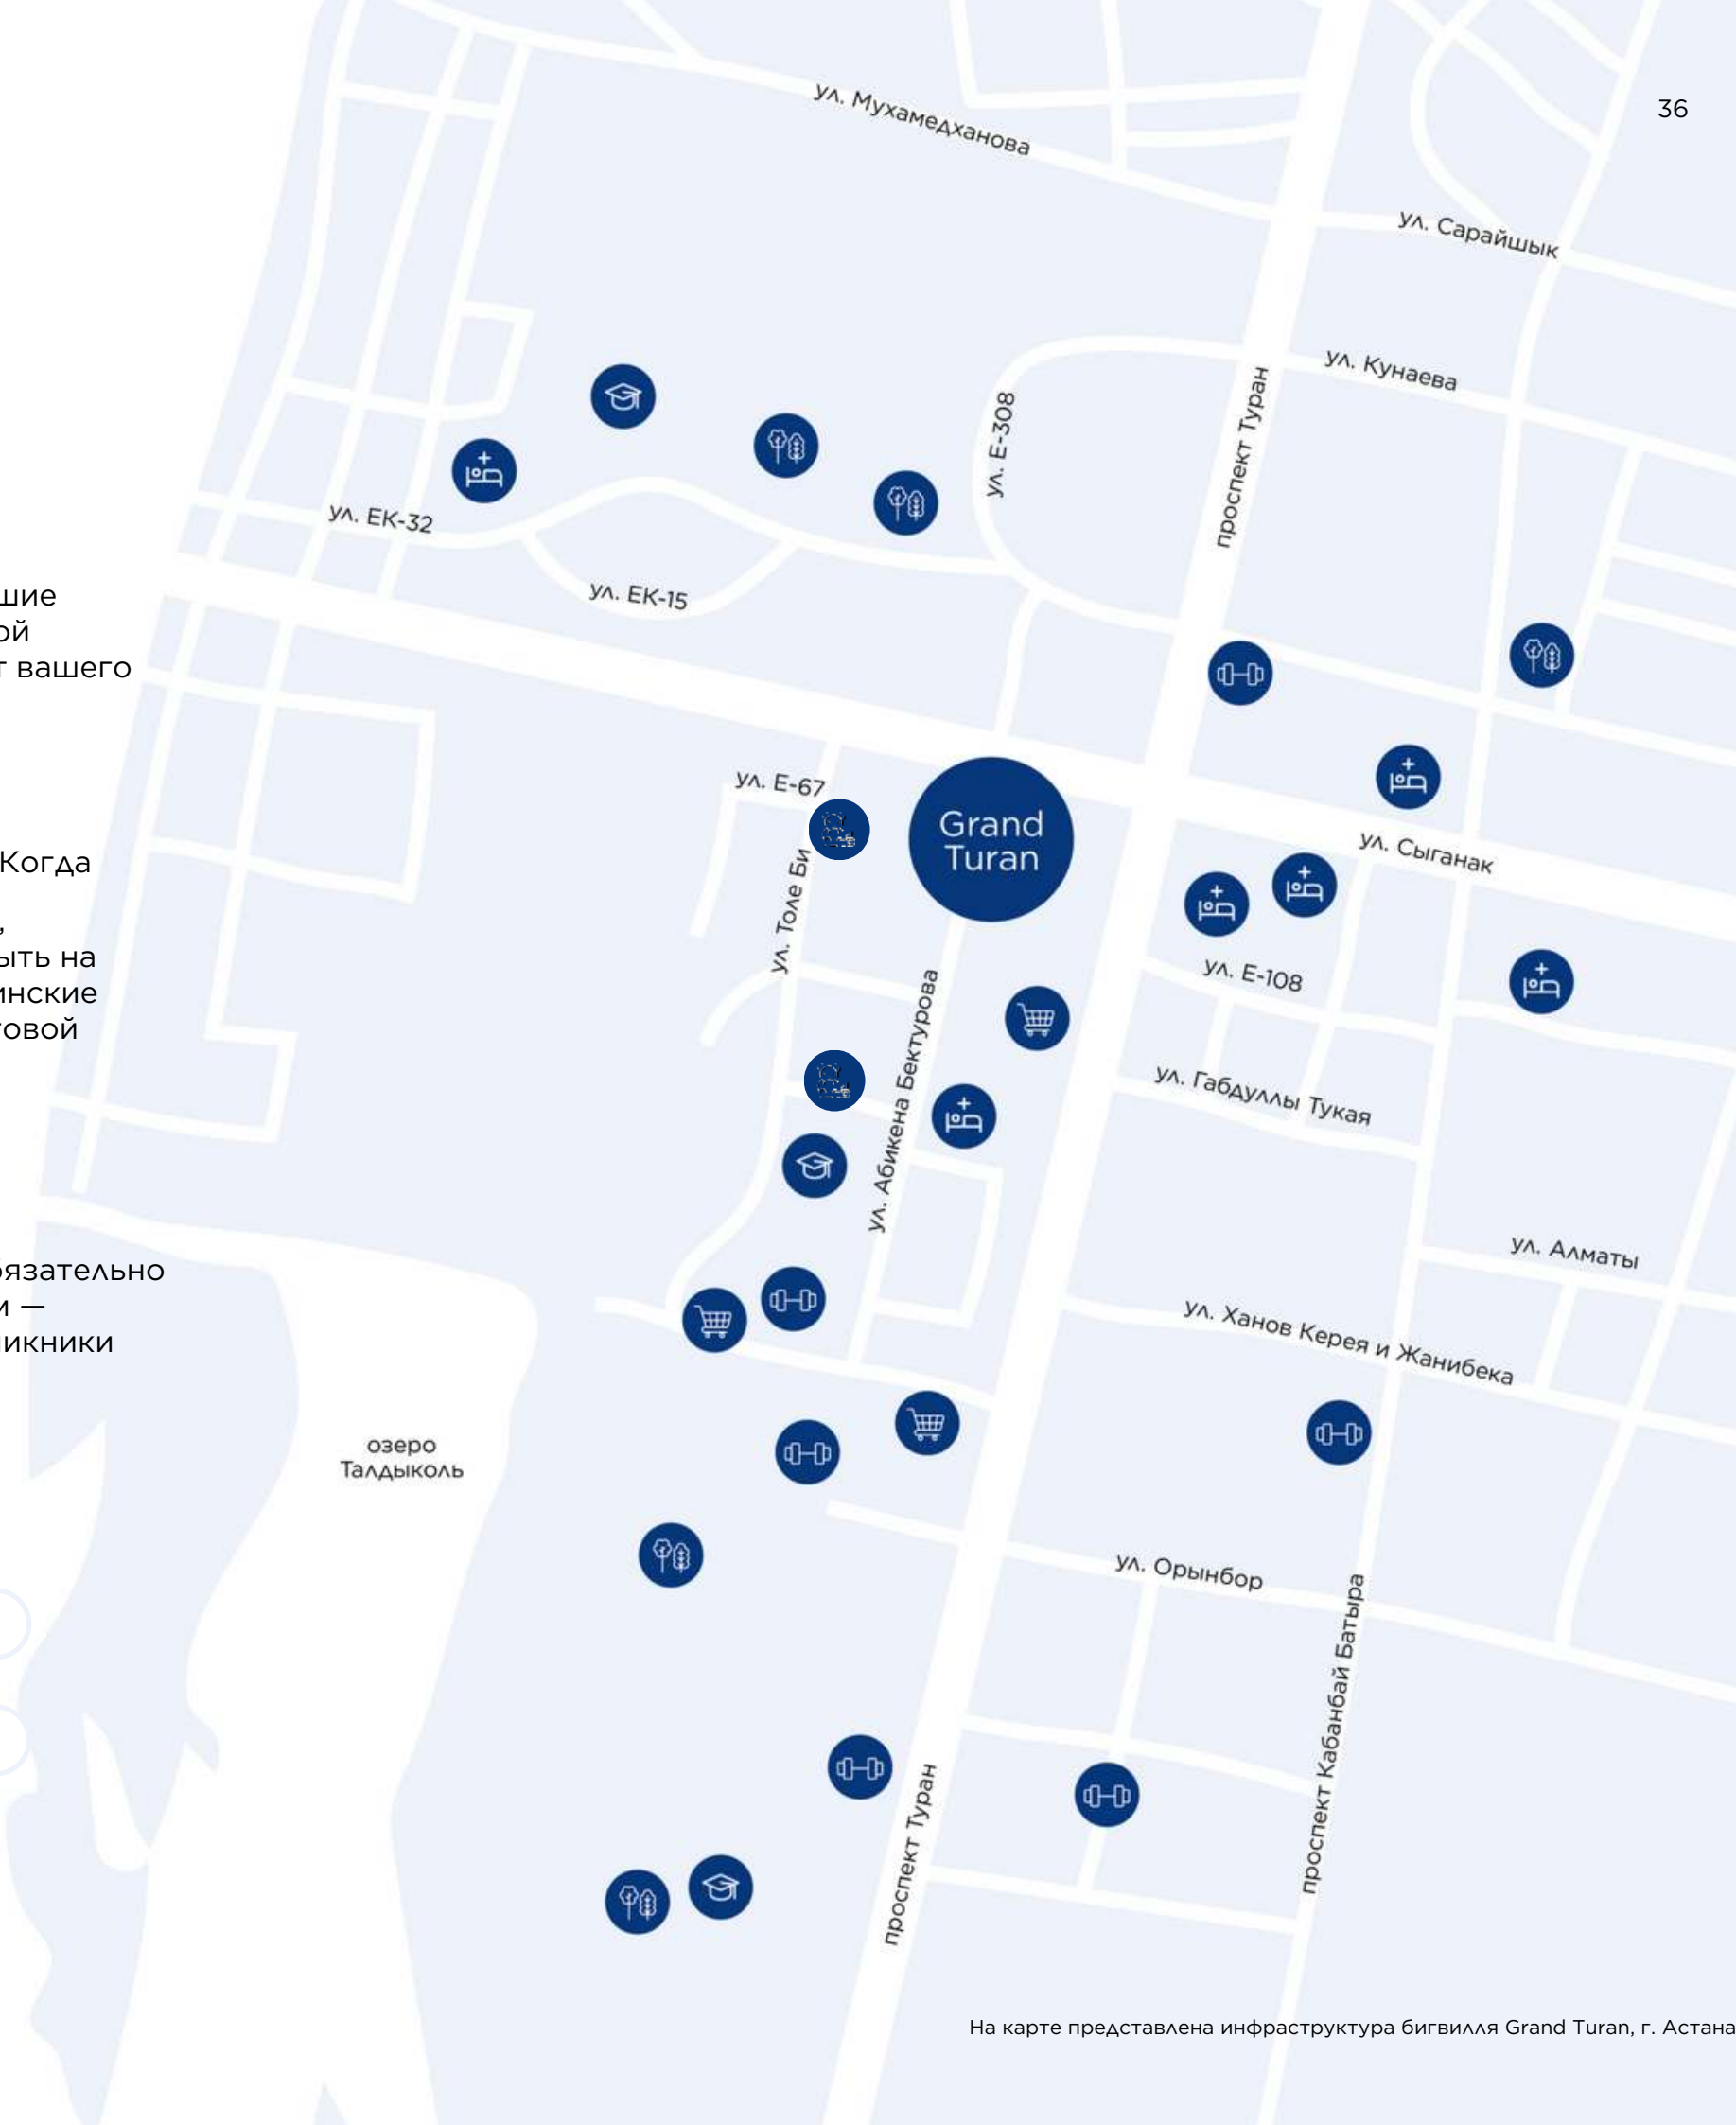 36
ул. Мухамедханова
ул. Сарайшык
ул. Кунаева
проспект Туран
ул. Е-308
ул. ЕК-32
ул. ЕК-15
шие
ой
т вашего
ул. Е-67
Grand
Turan
ул. Сыганак
Когда
,
ыть на
инские
говой
ул. Толе Би
ул. Е-108
ул. Абикена Бектурова
ул. Габдуллы Тукая
ул. Алматы
бязательно
и —
икники
ул. Ханов Керея и Жанибека
озеро
Талдыколь
ул. Орынбор
проспект Кабанбай Батыра
проспект Туран
На карте представлена инфраструктура бигвилля Grand Turan, г. Астана